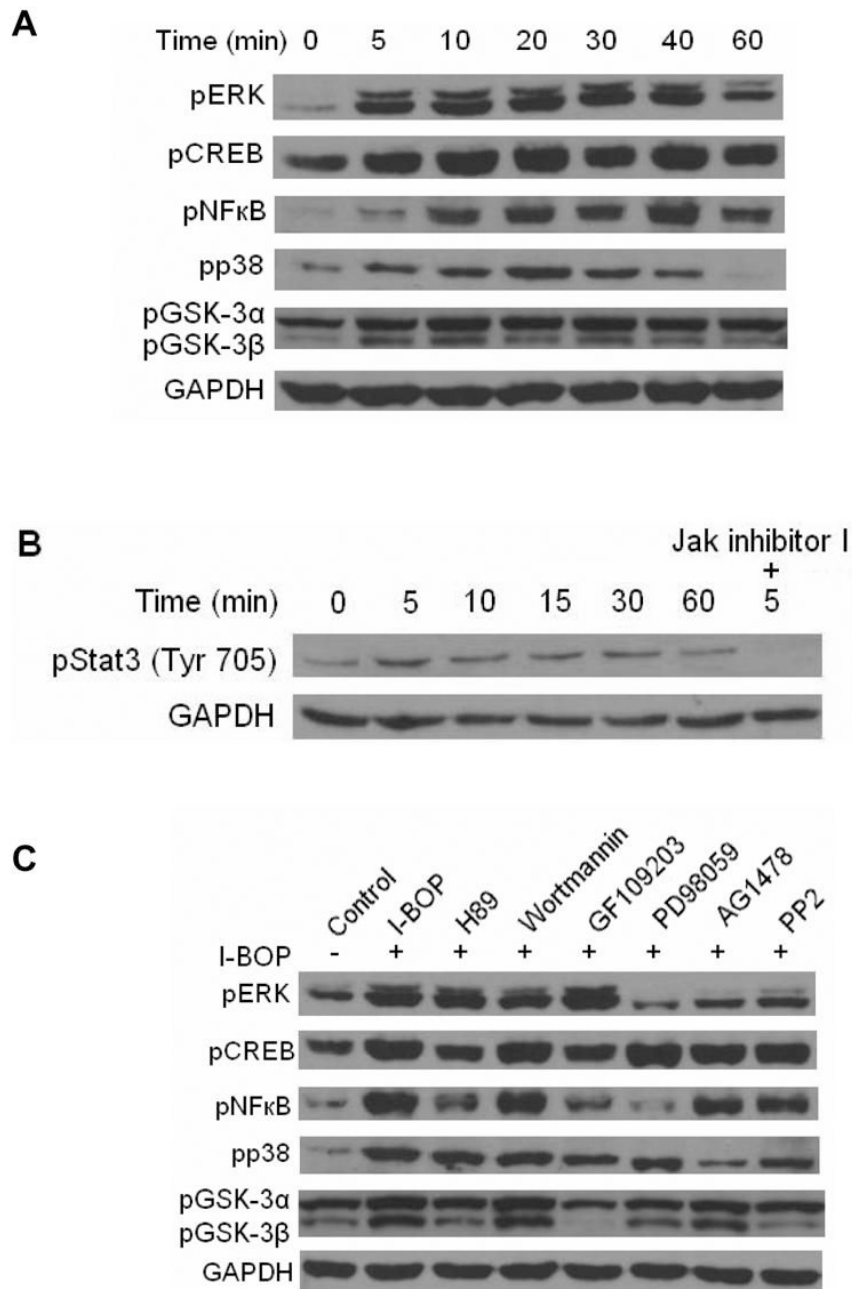 A
Time (min) 0 5 10 20 30 40 60
pERK
pCREB
pNFκB
pp38
pGSK-3α
pGSK-3β
GAPDH
B
Jak inhibitor I
+
Time (min) 0 5 10 15 30 60 5
pStat3 (Tyr 705)
GAPDH
C
Control I-BOP H89 Wortmannin GF109203 PD98059 AG1478 PP2
I-BOP - + + + + + + +
pERK
pCREB
pNFκB
pp38
pGSK-3α
pGSK-3β
GAPDH